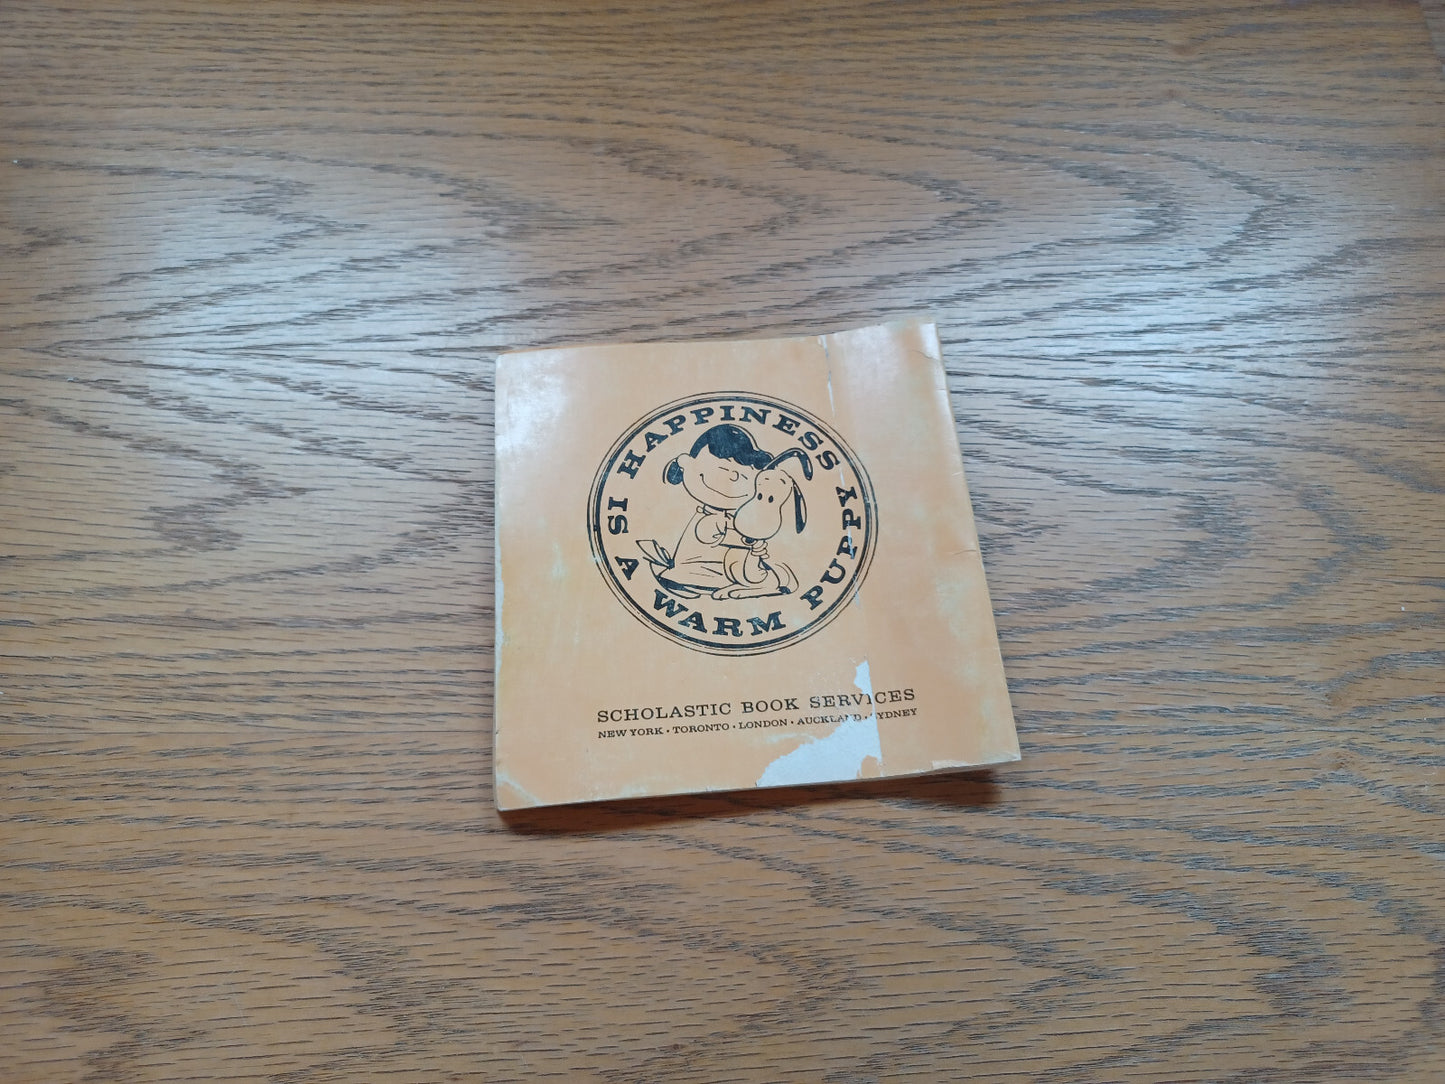 HAPPINESS IS A WARM PUPPY
SCHOLASTIC BOOK SERVICES
NEW YORK • TORONTO • LONDON • AUCKLAND • SYDNEY